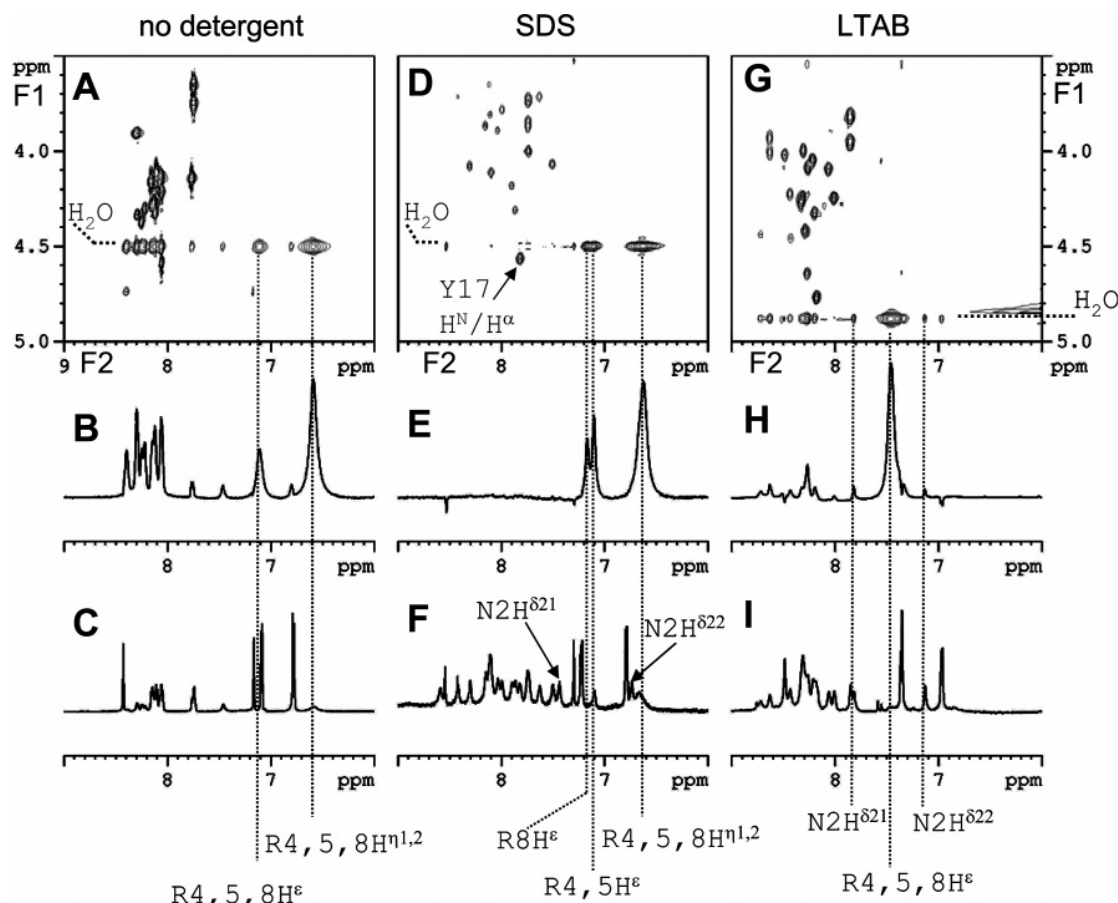 no detergent SDS LTAB
ppm ppm
F1 A D G F1
4.0 4.0
H₂O H₂O
4.5 4.5
Y17
Hᴺ/Hᵅ
H₂O
5.0 5.0
9 F2 8 7 ppm F2 8 7 ppm F2 8 7 ppm
B E H
8 7 ppm 8 7 ppm 8 7 ppm
C F N2Hᵟ²¹ N2Hᵟ²² I
8 7 ppm 8 7 ppm 8 7 ppm
R4,5,8Hη1,2 R8Hε R4,5,8Hη1,2 N2Hδ21 N2Hδ22
R4,5,8Hε R4,5Hε R4,5,8Hε